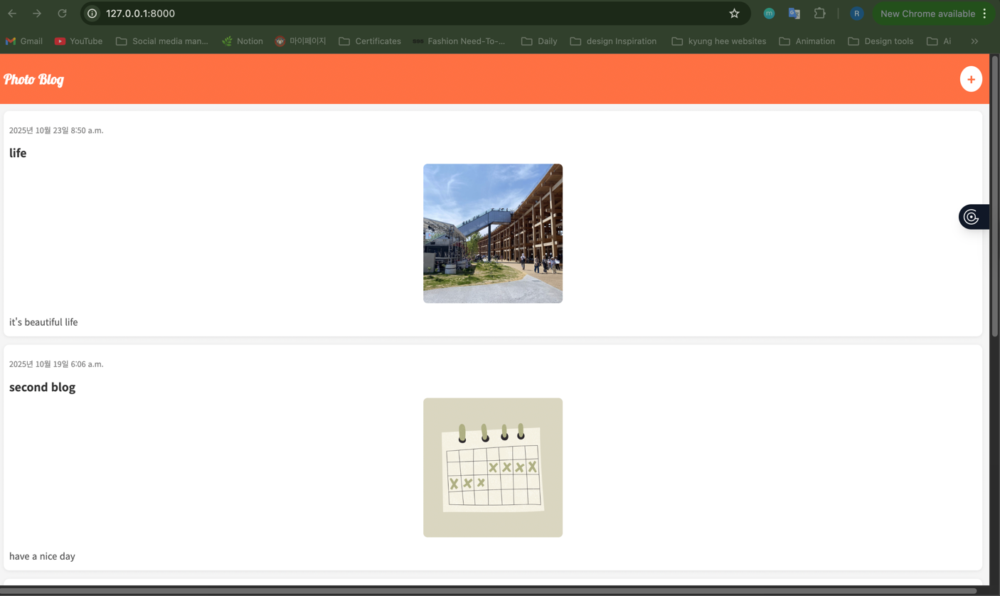 127.0.0.1:8000
m
R
New Chrome available
Gmail YouTube Social media man... Notion 마이페이지 Certificates Fashion Need-To-... Daily design Inspiration kyung hee websites Animation Design tools Ai
Photo Blog
+
2025년 10월 23일 8:50 a.m.
life
it's beautiful life
2025년 10월 19일 6:06 a.m.
second blog
have a nice day